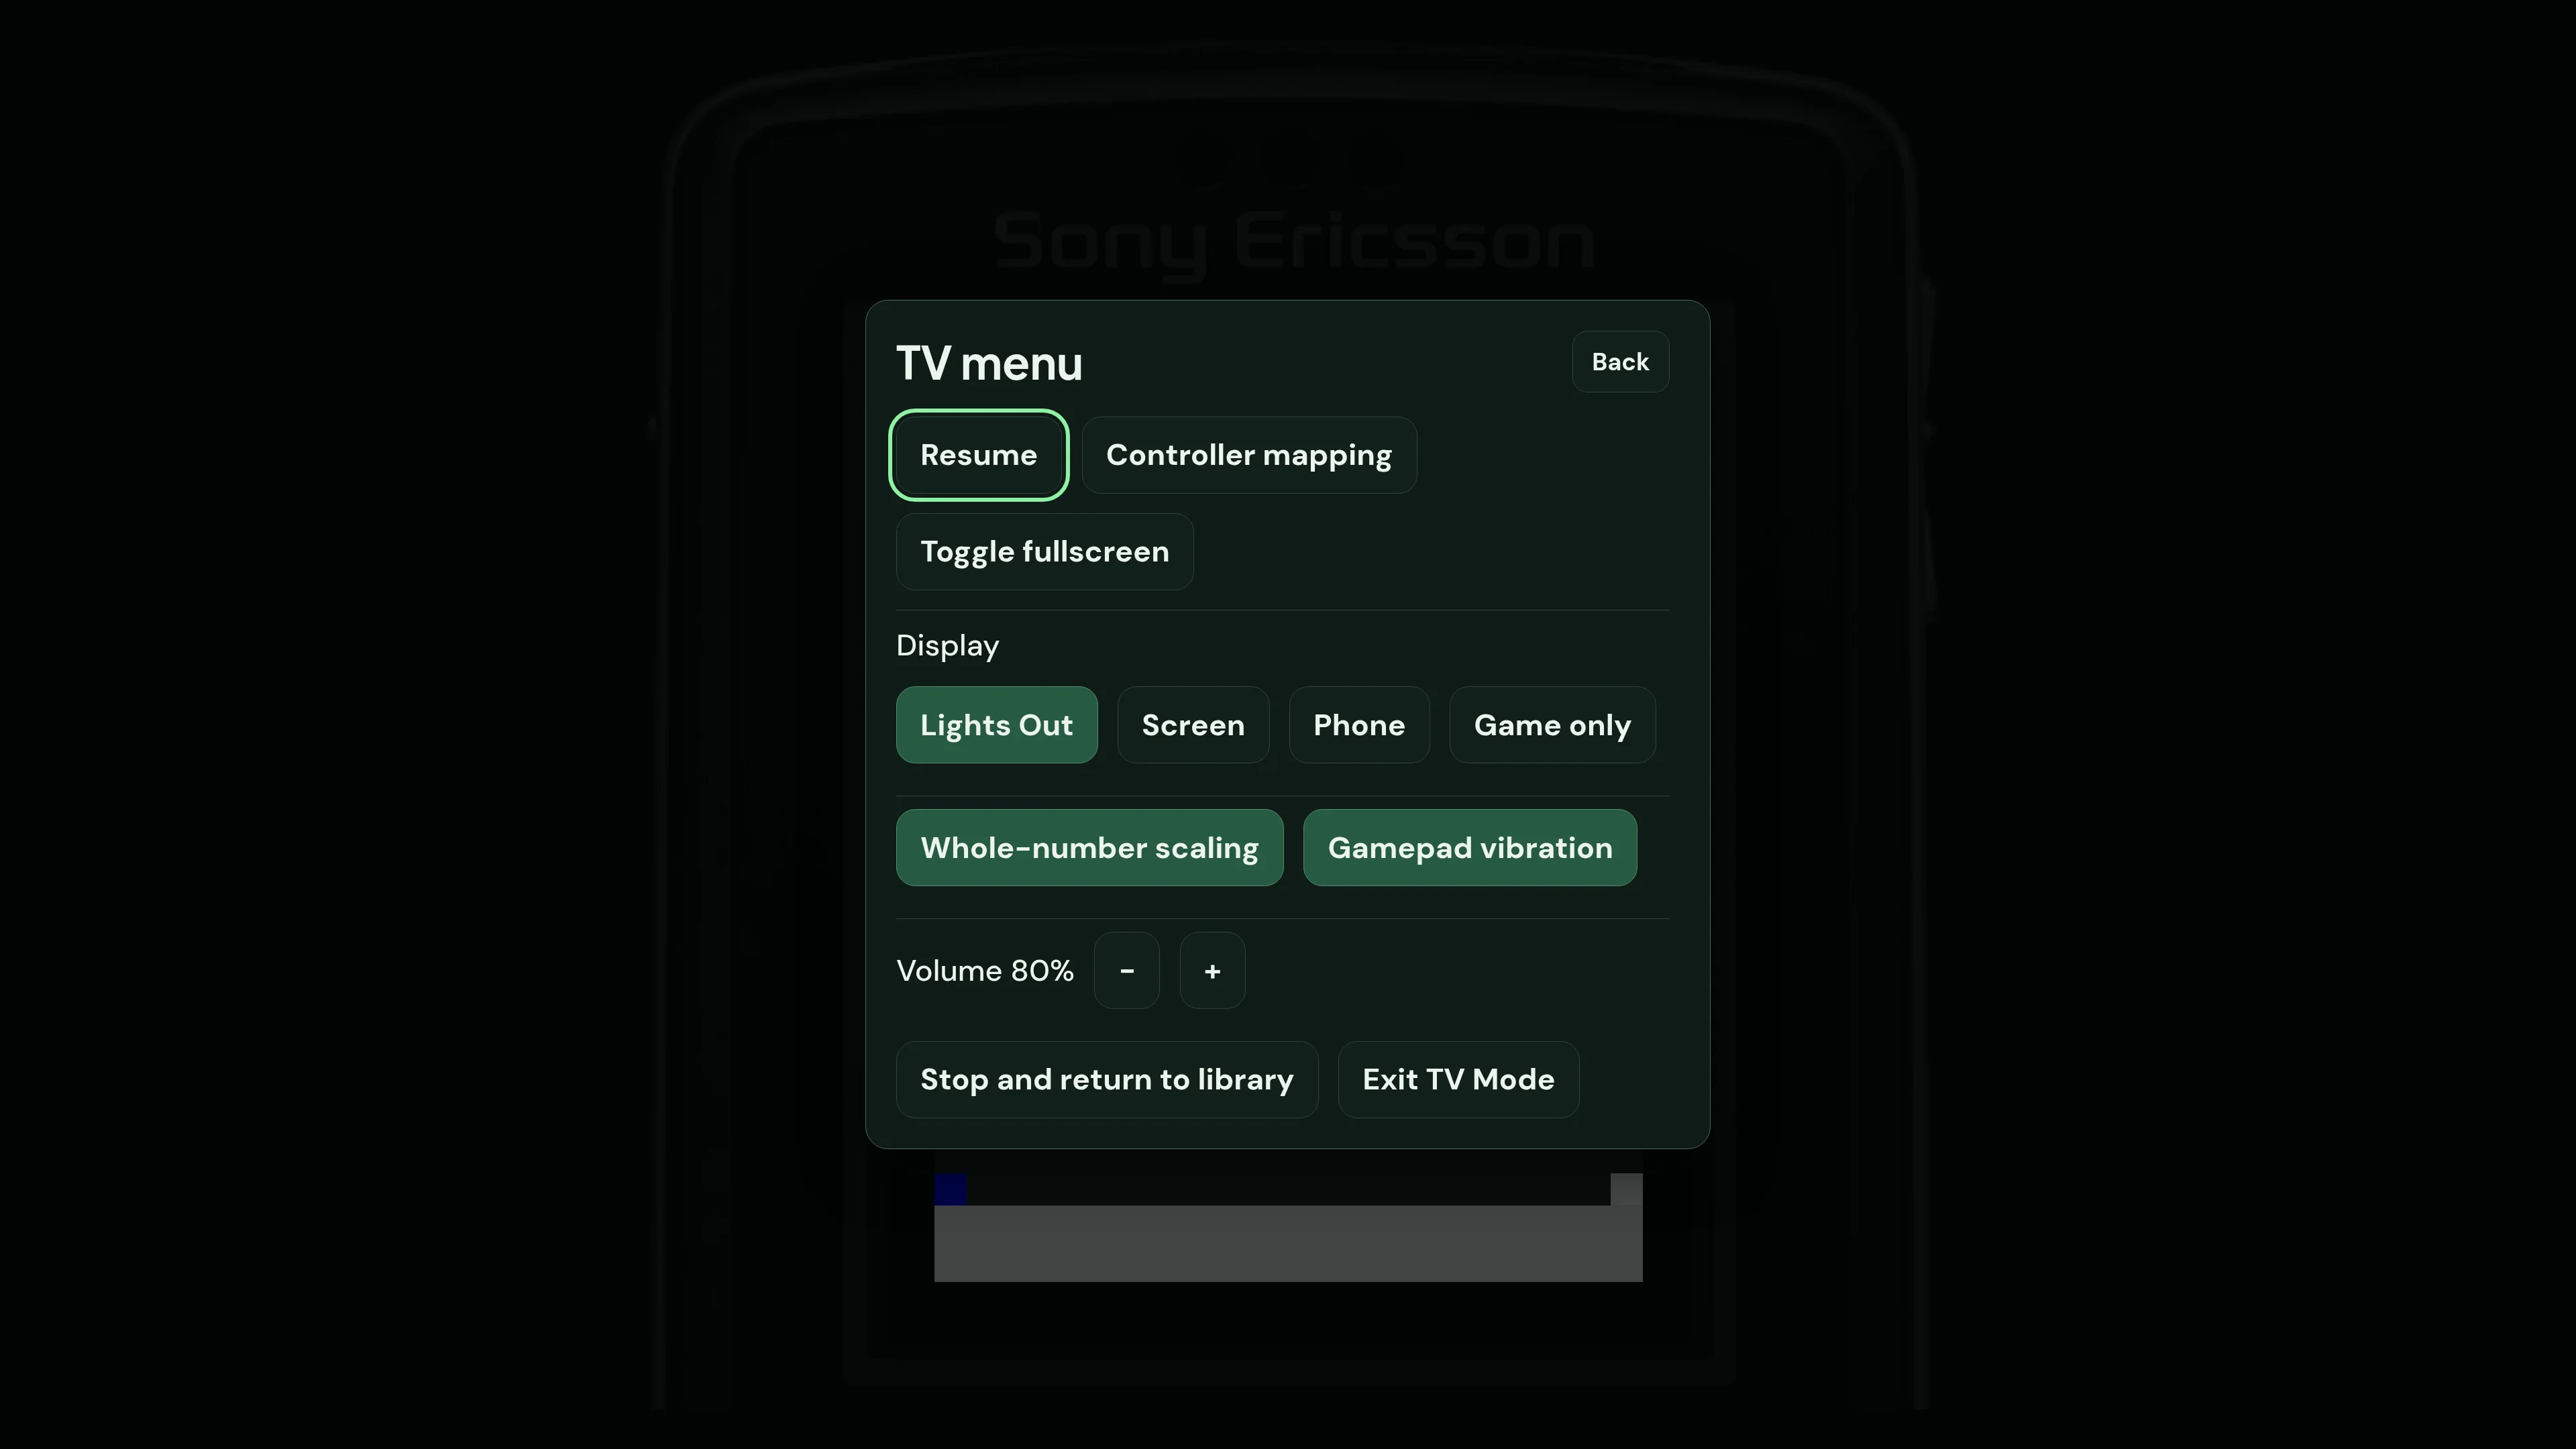 Sony Ericsson
TV menu
Back
Resume
Controller mapping
Toggle fullscreen
Display
Lights Out
Screen
Phone
Game only
Whole-number scaling
Gamepad vibration
Volume 80%
-
+
Stop and return to library
Exit TV Mode